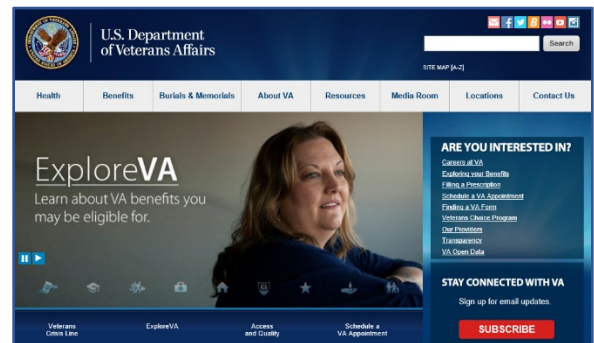 U.S. Department
of Veterans Affairs
Search
SITE MAP [A-Z]
Health
Benefits
Burials & Memorials
About VA
Resources
Media Room
Locations
Contact Us
ExploreVA
Learn about VA benefits you
may be eligible for.
ARE YOU INTERESTED IN?
Careers at VA
Exploring your Benefits
Filling a Prescription
Schedule a VA Appointment
Finding a VA Form
Veterans Choice Program
Our Providers
Transparency
VA Open Data
STAY CONNECTED WITH VA
Sign up for email updates.
SUBSCRIBE
Veterans
Crisis Line
ExploreVA
Access
and Quality
Schedule a
VA Appointment